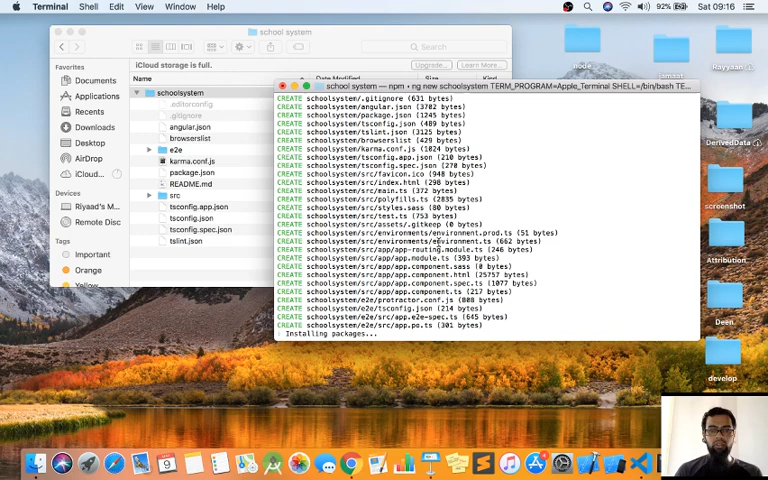 Terminal Shell Edit View Window Help
92% Sat 09:16
school system
Search
iCloud storage is full. Upgrade... Learn More...
Name Date Modified Size Kind
Favorites
Documents
Applications
Recents
Downloads
Desktop
AirDrop
iCloud...
Devices
Riyaad's M...
Remote Disc
Tags
Important
Orange
Yellow
schoolsystem
.editorconfig
.gitignore
angular.json
browserslist
e2e
karma.conf.js
package.json
README.md
src
tsconfig.app.json
tsconfig.json
tsconfig.spec.json
tslint.json
school system — npm • ng new schoolsystem TERM_PROGRAM=Apple_Terminal SHELL=/bin/bash TE...
CREATE schoolsystem/.gitignore (631 bytes)
CREATE schoolsystem/angular.json (3702 bytes)
CREATE schoolsystem/package.json (1245 bytes)
CREATE schoolsystem/tsconfig.json (489 bytes)
CREATE schoolsystem/tslint.json (3125 bytes)
CREATE schoolsystem/browserslist (429 bytes)
CREATE schoolsystem/karma.conf.js (1024 bytes)
CREATE schoolsystem/tsconfig.app.json (210 bytes)
CREATE schoolsystem/tsconfig.spec.json (270 bytes)
CREATE schoolsystem/src/favicon.ico (948 bytes)
CREATE schoolsystem/src/index.html (298 bytes)
CREATE schoolsystem/src/main.ts (372 bytes)
CREATE schoolsystem/src/polyfills.ts (2835 bytes)
CREATE schoolsystem/src/styles.sass (80 bytes)
CREATE schoolsystem/src/test.ts (753 bytes)
CREATE schoolsystem/src/assets/.gitkeep (0 bytes)
CREATE schoolsystem/src/environments/environment.prod.ts (51 bytes)
CREATE schoolsystem/src/environments/environment.ts (662 bytes)
CREATE schoolsystem/src/app/app-routing.module.ts (246 bytes)
CREATE schoolsystem/src/app/app.module.ts (393 bytes)
CREATE schoolsystem/src/app/app.component.sass (0 bytes)
CREATE schoolsystem/src/app/app.component.html (25757 bytes)
CREATE schoolsystem/src/app/app.component.spec.ts (1077 bytes)
CREATE schoolsystem/src/app/app.component.ts (217 bytes)
CREATE schoolsystem/e2e/protractor.conf.js (808 bytes)
CREATE schoolsystem/e2e/tsconfig.json (214 bytes)
CREATE schoolsystem/e2e/src/app.e2e-spec.ts (645 bytes)
CREATE schoolsystem/e2e/src/app.po.ts (301 bytes)
Installing packages...
node
jamaat
Rayyaan
DerivedData
screenshot
Attribution
Deen
develop
9